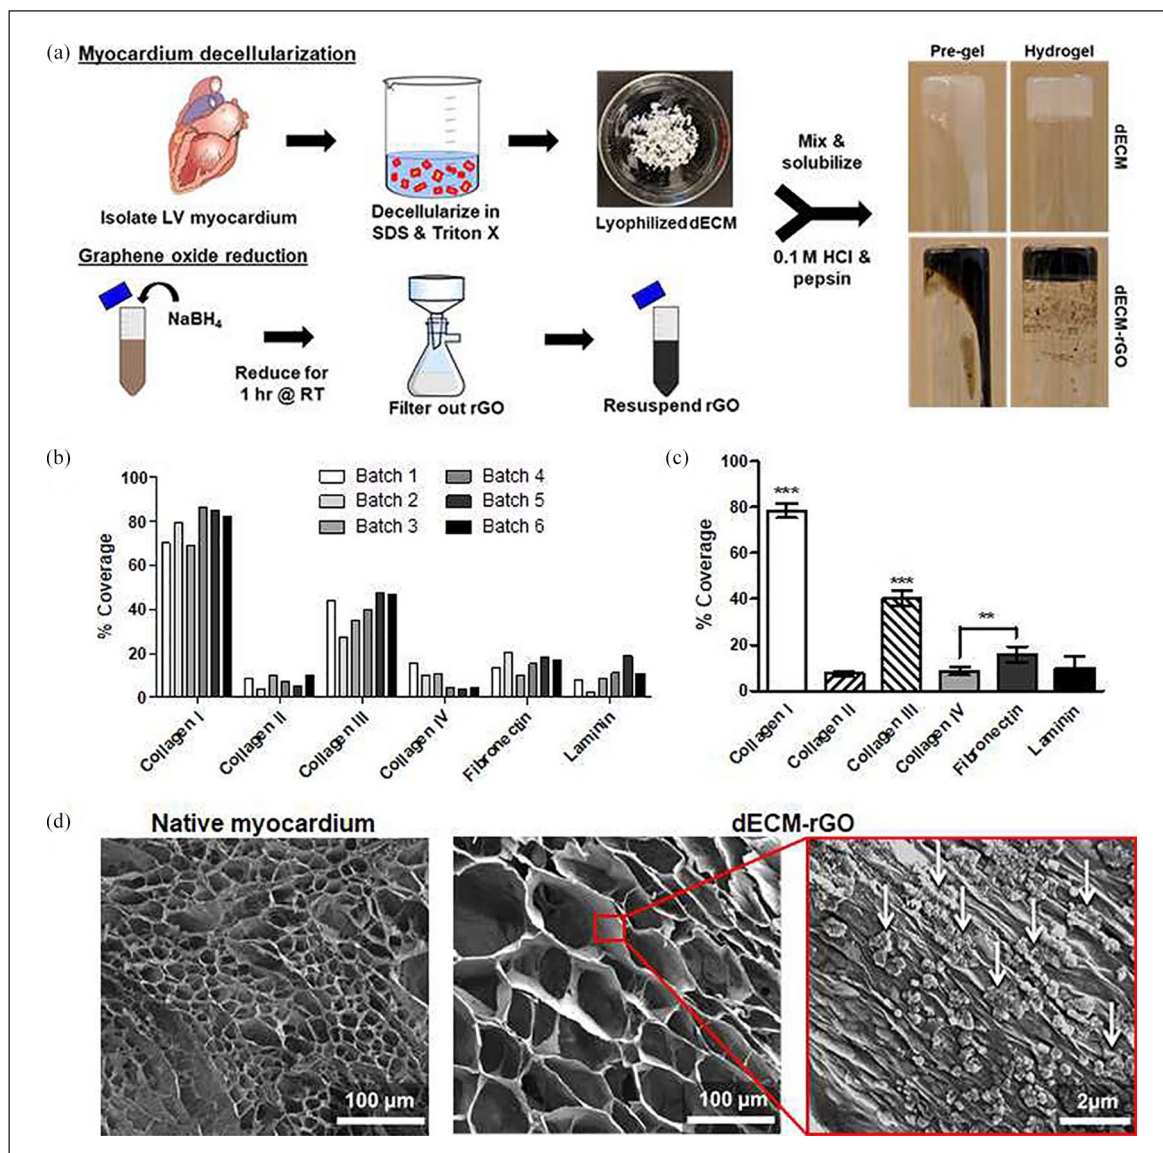 (a) Myocardium decellularization
Pre-gel Hydrogel
dECM
Mix &
solubilize
Isolate LV myocardium
Decellularize in
SDS & Triton X
Lyophilized dECM
0.1 M HCl &
pepsin
Graphene oxide reduction
NaBH4
dECM-rGO
Reduce for
1 hr @ RT
Filter out rGO
Resuspend rGO
(b)
% Coverage
100
80
60
40
20
0
Batch 1 Batch 4
Batch 2 Batch 5
Batch 3 Batch 6
Collagen I Collagen II Collagen III Collagen IV Fibronectin Laminin
(c)
% Coverage
100
80
60
40
20
0
***
***
**
Collagen I Collagen II Collagen III Collagen IV Fibronectin Laminin
(d) Native myocardium dECM-rGO
100 μm 100 μm 2μm